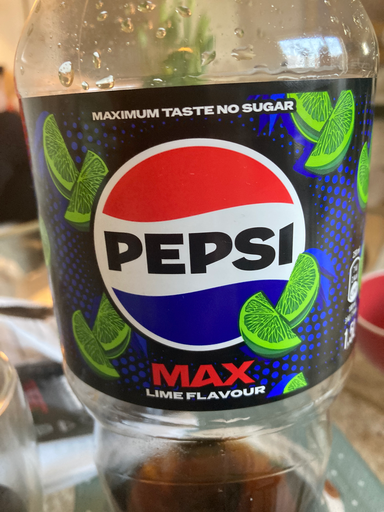 MAXIMUM TASTE NO SUGAR
PEPSI
MAX
LIME FLAVOUR